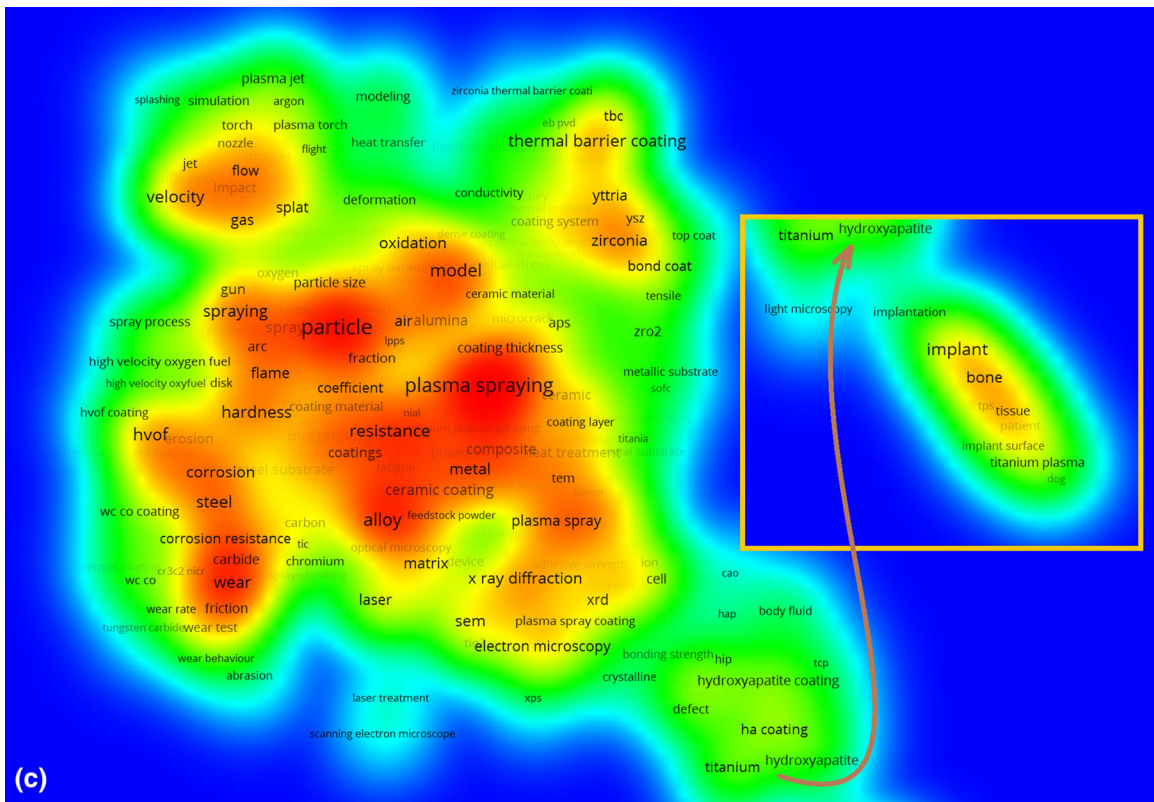 plasma jet
splashing simulation argon modeling zirconia thermal barrier coati
torch plasma torch eb pvd tbc
nozzle flight heat transfer thermal barrier coating
jet flow
impact
velocity splat deformation conductivity yttria
gas coating system ysz
dense coating zirconia top coat
oxidation
oxygen model bond coat
gun particle size ceramic material tensile
spraying
spray process particle air alumina microcrack aps zro2
arc lpps
high velocity oxygen fuel fraction coating thickness
flame metallic substrate
high velocity oxyfuel disk coefficient plasma spraying sofc
ceramic
hvof coating hardness coating material nial
hvof erosion resistance coating layer
coatings composite heat treatment titania
corrosion steel substrate fatigue metal tem
ceramic coating silicon
steel
wc co coating carbon alloy feedstock powder plasma spray
corrosion resistance tic optical microscopy
carbide chromium matrix device adhesive strength ion
cr3c2 nicr
wc co wear sprayed coating x ray diffraction cell
wear rate friction laser xrd
tungsten carbide wear test sem plasma spray coating
electron microscopy
wear behaviour
abrasion
laser treatment xps
scanning electron microscope
cao
hap body fluid
bonding strength hip tcp
crystalline hydroxyapatite coating
defect
ha coating
titanium hydroxyapatite
titanium hydroxyapatite
light microscopy implantation
implant
bone
tps tissue
patient
implant surface
titanium plasma
dog
(c)